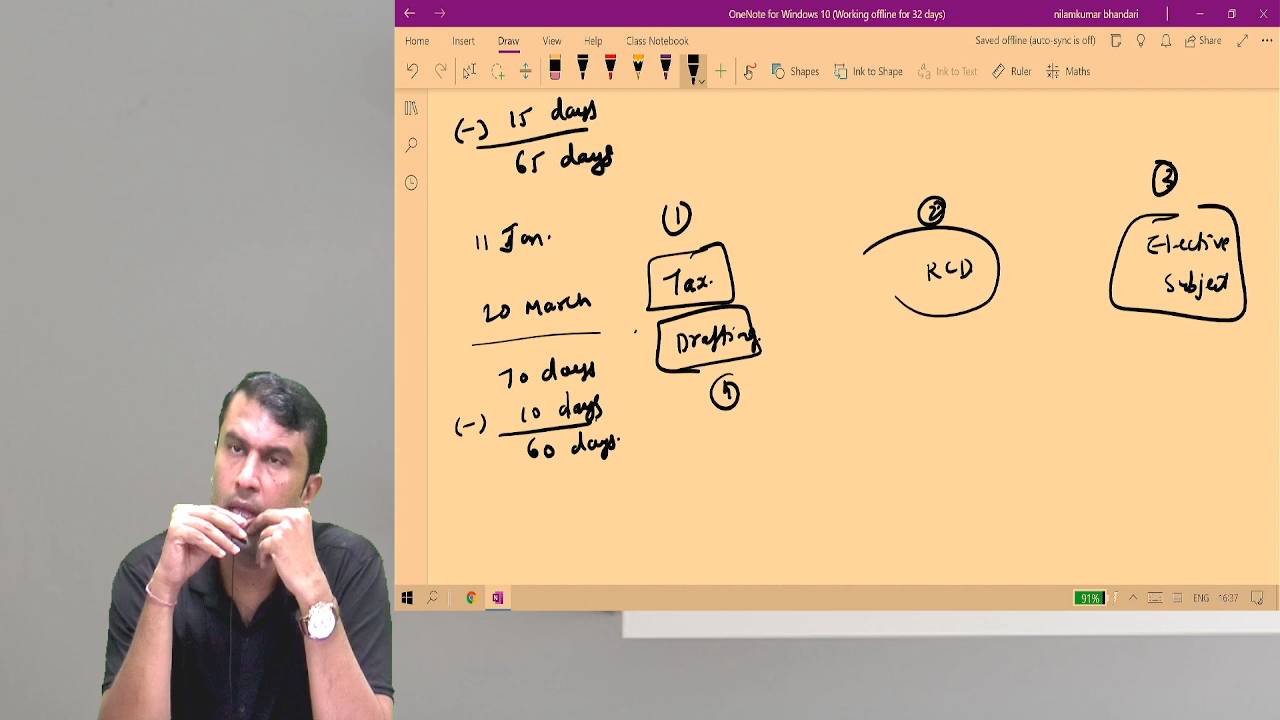 OneNote for Windows 10 (Working offline for 32 days)
nilamkumar bhandari
Home Insert Draw View Help Class Notebook
Saved offline (auto-sync is off) Share
Shapes Ink to Shape Ink to Text Ruler Maths
(-) 15 days
65 days
11 Jan.
20 March
70 days
(-) 10 days
60 days.
1
Tax.
Drafting.
4
2
RCD
3
Elective
Subject
91% ENG 16:37